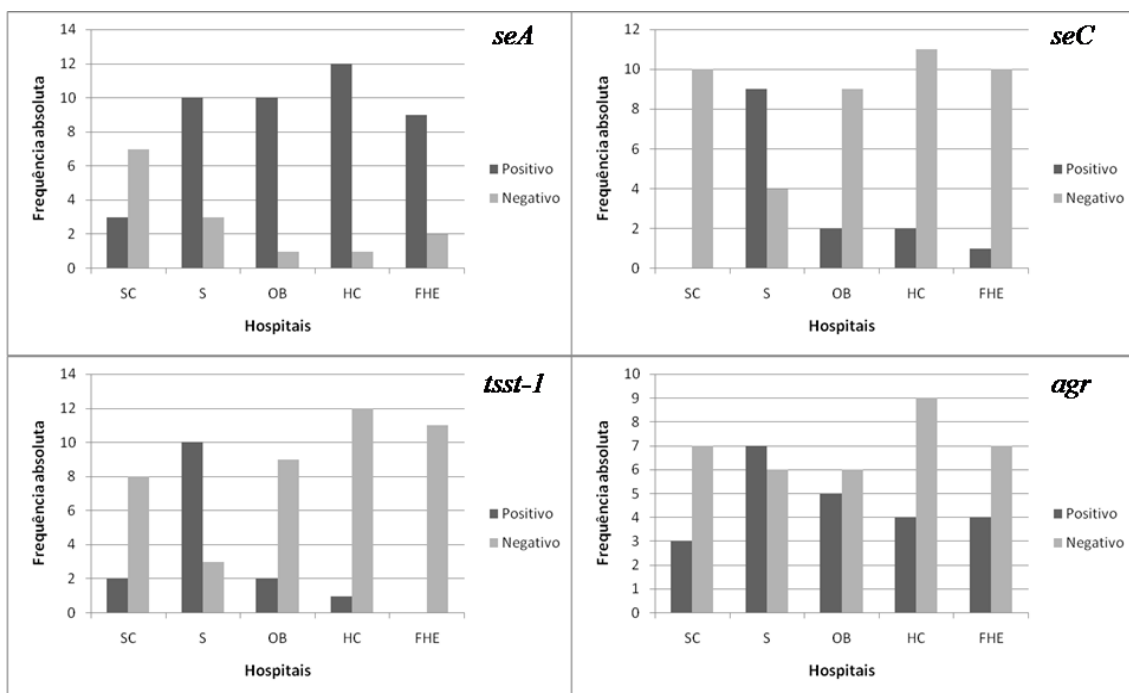 seA
14
12
10
8
6
4
2
0
Frequência absoluta
SC S OB HC FHE
Hospitais
Positivo
Negativo
seC
12
10
8
6
4
2
0
Frequência absoluta
SC S OB HC FHE
Hospitais
Positivo
Negativo
tsst-1
14
12
10
8
6
4
2
0
Frequência absoluta
SC S OB HC FHE
Hospitais
Positivo
Negativo
agr
10
9
8
7
6
5
4
3
2
1
0
Frequência absoluta
SC S OB HC FHE
Hospitais
Positivo
Negativo